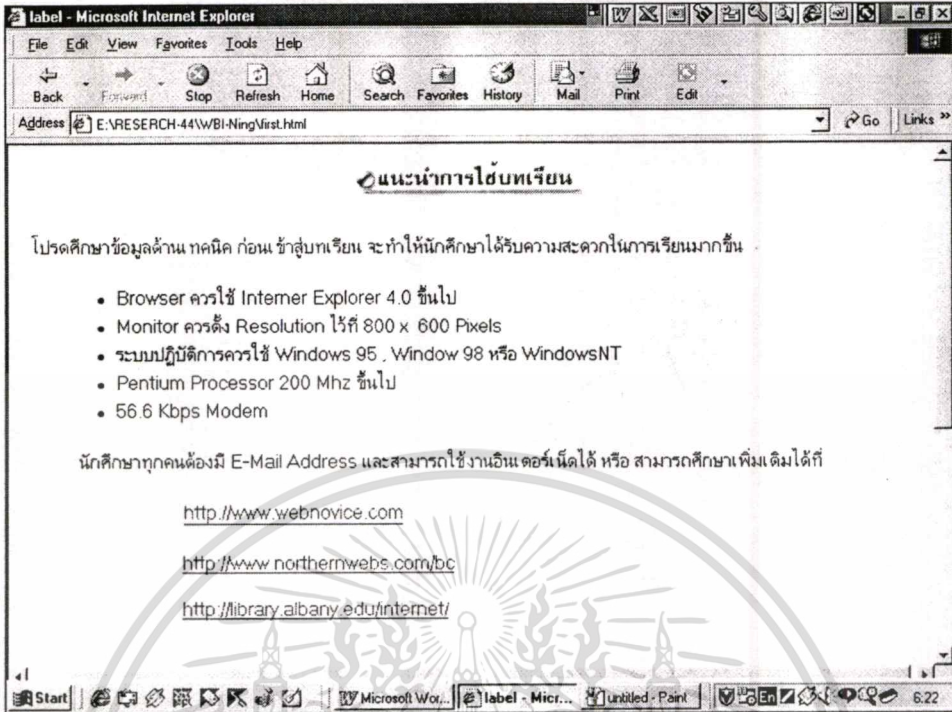 label - Microsoft Internet Explorer
File Edit View Favorites Tools Help
Back Forward Stop Refresh Home Search Favorites History Mail Print Edit
Address E:\RESERCH-44\WBI-Ning\first.html Go Links »
แนะนำการใช้บทเรียน
โปรดศึกษาข้อมูลด้านเทคนิค ก่อนเข้าสู่บทเรียน จะทำให้นักศึกษาได้รับความสะดวกในการเรียนมากขึ้น
• Browser ควรใช้ Interner Explorer 4.0 ขึ้นไป
• Monitor ควรตั้ง Resolution ไว้ที่ 800 x 600 Pixels
• ระบบปฏิบัติการควรใช้ Windows 95 , Window 98 หรือ WindowsNT
• Pentium Processor 200 Mhz ขึ้นไป
• 56.6 Kbps Modem
นักศึกษาทุกคนต้องมี E-Mail Address และสามารถใช้งานอินเตอร์เน็ตได้ หรือ สามารถศึกษาเพิ่มเติมได้ที่
http://www.webnovice.com
http://www.northernwebs.com/bc
http://library.albany.edu/internet/
Start Microsoft Wor... label - Micr... untitled - Paint En 6:22